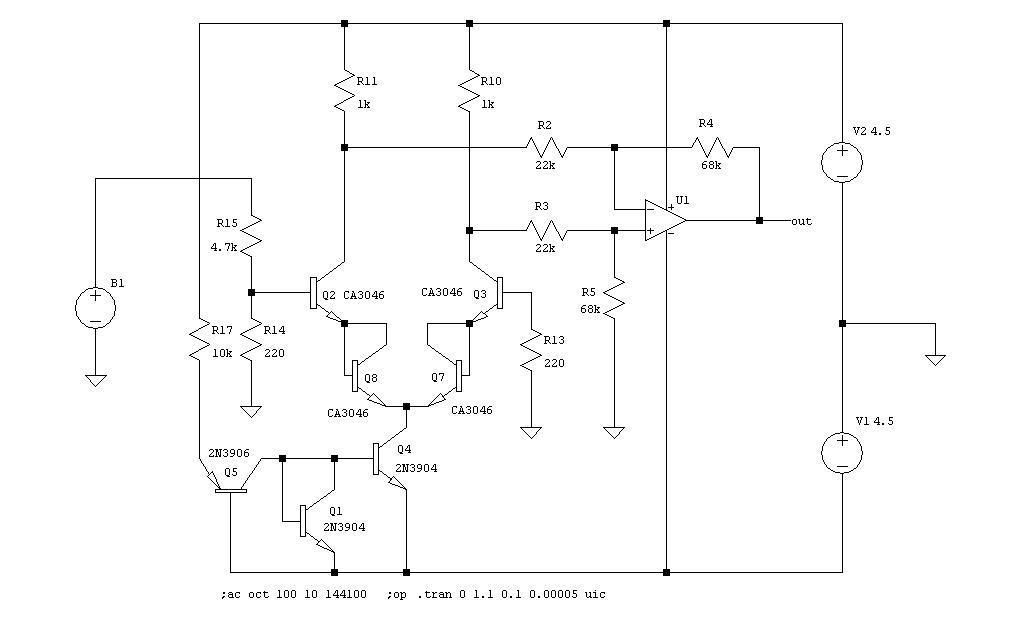 R11
1k
R10
1k
R2
22k
R4
68k
V2 4.5
R15
4.7k
R3
22k
U1
out
B1
Q2 CA3046
CA3046 Q3
R5
68k
R17
10k
R14
220
R13
220
Q8
Q7
CA3046
CA3046
V1 4.5
2N3906
Q5
Q4
2N3904
Q1
2N3904
;ac oct 100 10 144100 ;op .tran 0 1.1 0.1 0.00005 uic